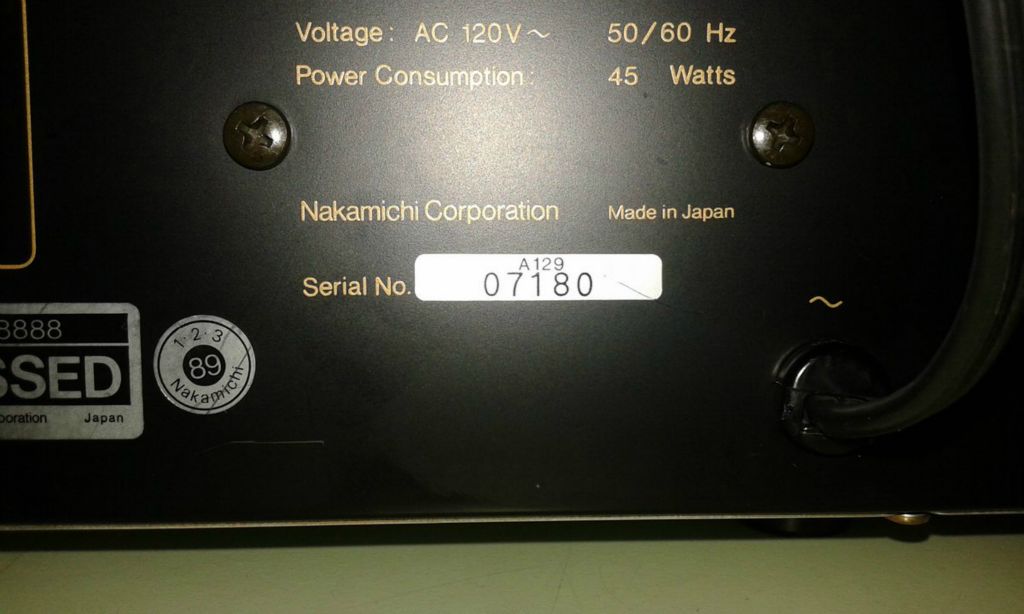 Voltage: AC 120V~ 50/60 Hz
Power Consumption: 45 Watts
Nakamichi Corporation Made in Japan
Serial No. A129
07180
~
8888
SSED
Japan
1·2·3
89
Nakamichi